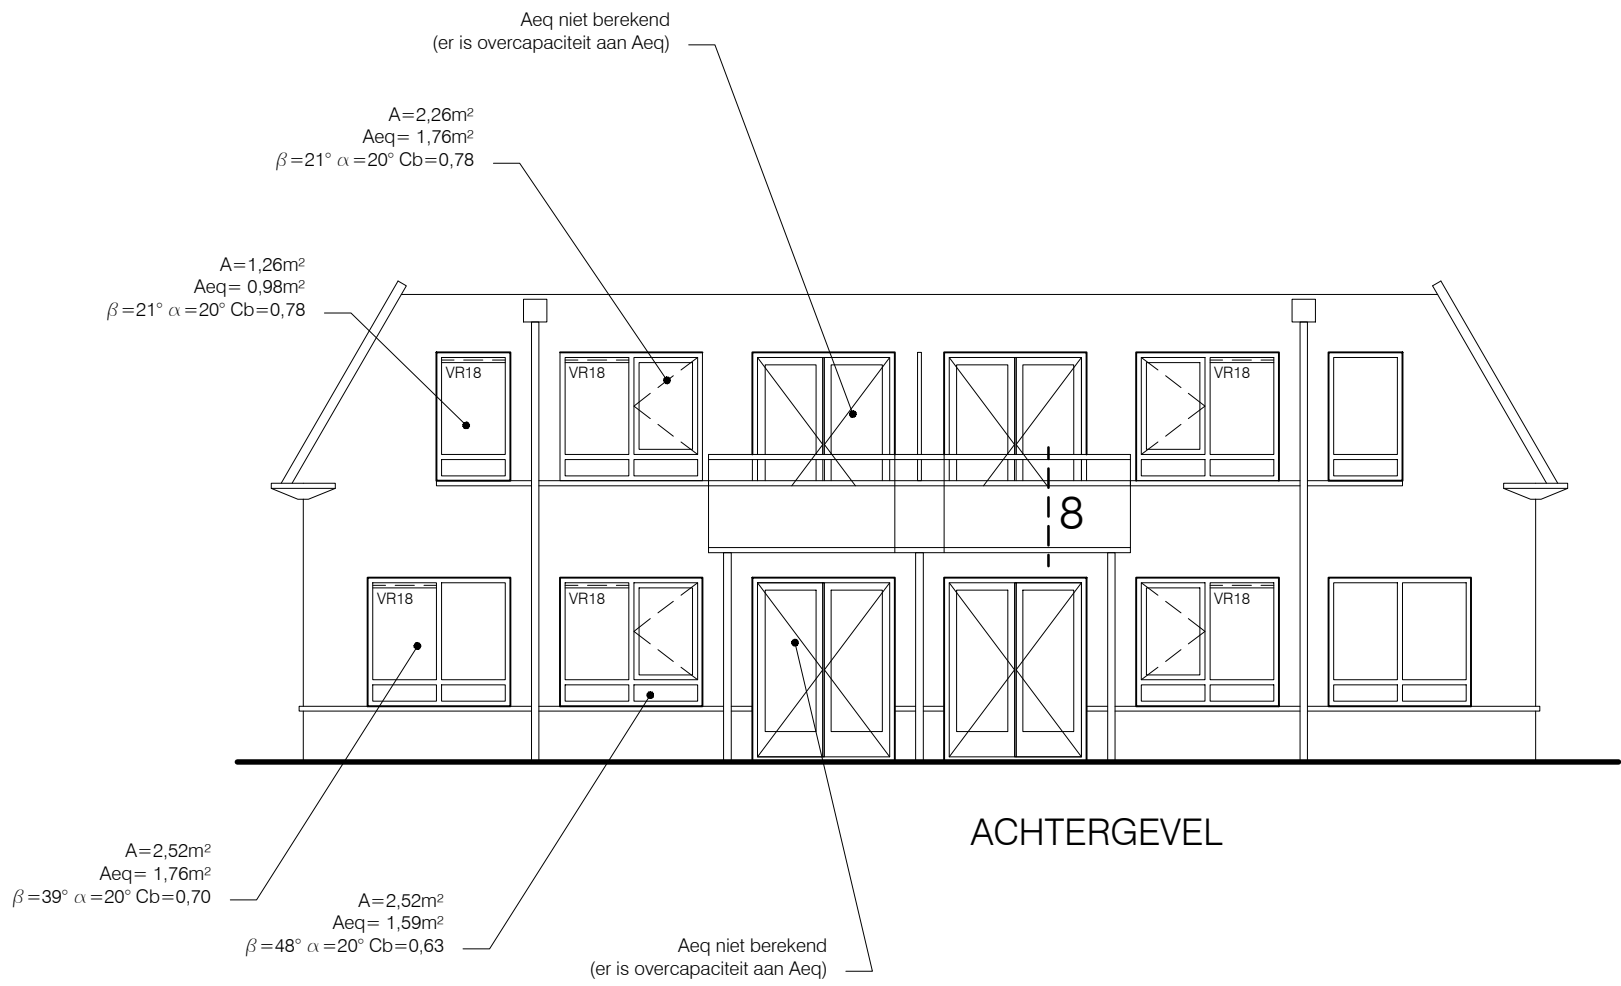 Aeq niet berekend
(er is overcapaciteit aan Aeq)
A=2,26m²
Aeq= 1,76m²
β=21° α=20° Cb=0,78
A=1,26m²
Aeq= 0,98m²
β=21° α=20° Cb=0,78
VR18
VR18
VR18
8
VR18
VR18
VR18
ACHTERGEVEL
A=2,52m²
Aeq= 1,76m²
β=39° α=20° Cb=0,70
A=2,52m²
Aeq= 1,59m²
β=48° α=20° Cb=0,63
Aeq niet berekend
(er is overcapaciteit aan Aeq)